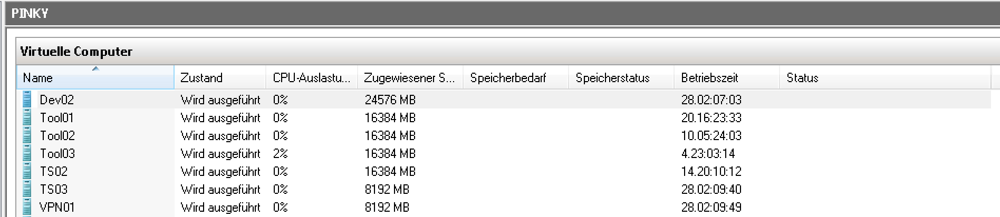 PINKY
Virtuelle Computer
Name Zustand CPU-Auslastu... Zugewiesener S... Speicherbedarf Speicherstatus Betriebszeit Status
Dev02 Wird ausgeführt 0% 24576 MB 28.02:07:03
Tool01 Wird ausgeführt 0% 16384 MB 20.16:23:33
Tool02 Wird ausgeführt 0% 16384 MB 10.05:24:03
Tool03 Wird ausgeführt 2% 16384 MB 4.23:03:14
TS02 Wird ausgeführt 0% 16384 MB 14.20:10:12
TS03 Wird ausgeführt 0% 8192 MB 28.02:09:40
VPN01 Wird ausgeführt 0% 8192 MB 28.02:09:49